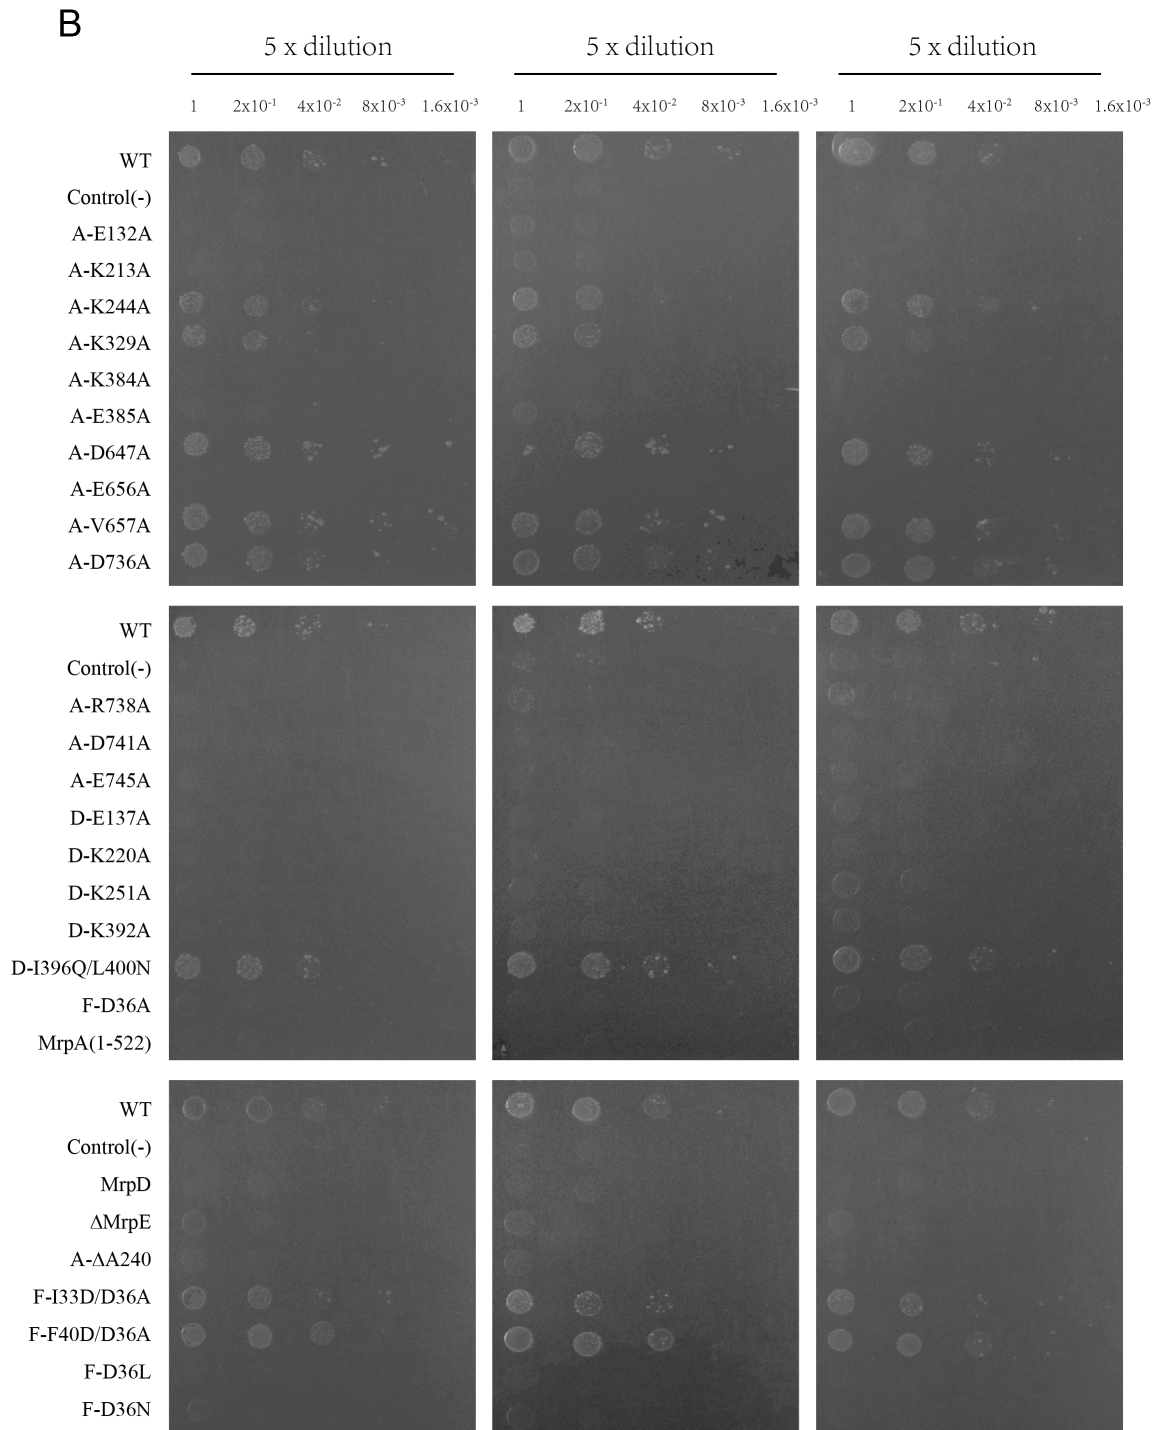 B
5 x dilution 5 x dilution 5 x dilution
1 2x10⁻¹ 4x10⁻² 8x10⁻³ 1.6x10⁻³ 1 2x10⁻¹ 4x10⁻² 8x10⁻³ 1.6x10⁻³ 1 2x10⁻¹ 4x10⁻² 8x10⁻³ 1.6x10⁻³
WT
Control(-)
A-E132A
A-K213A
A-K244A
A-K329A
A-K384A
A-E385A
A-D647A
A-E656A
A-V657A
A-D736A
WT
Control(-)
A-R738A
A-D741A
A-E745A
D-E137A
D-K220A
D-K251A
D-K392A
D-I396Q/L400N
F-D36A
MrpA(1-522)
WT
Control(-)
MrpD
ΔMrpE
A-ΔA240
F-I33D/D36A
F-F40D/D36A
F-D36L
F-D36N